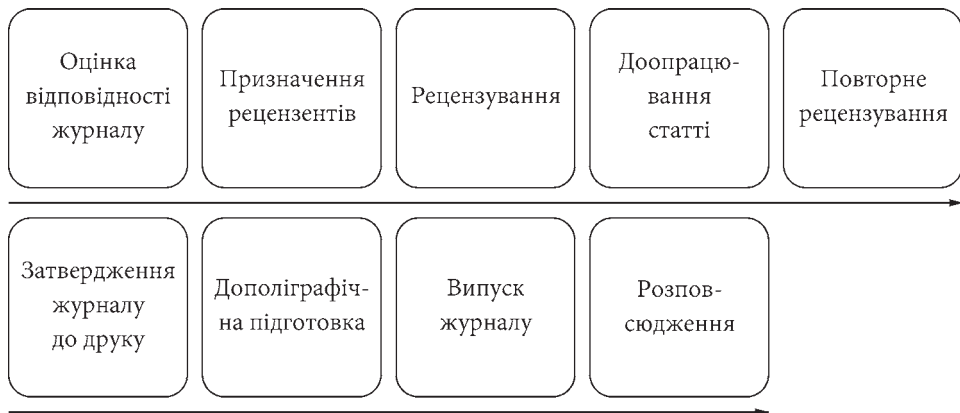 Оцінка
відповідності
журналу
Призначення
рецензентів
Рецензування
Доопрацю-
вання
статті
Повторне
рецензування
Затвердження
журналу
до друку
Дополіграфіч-
на підготовка
Випуск
журналу
Розпов-
сюдження